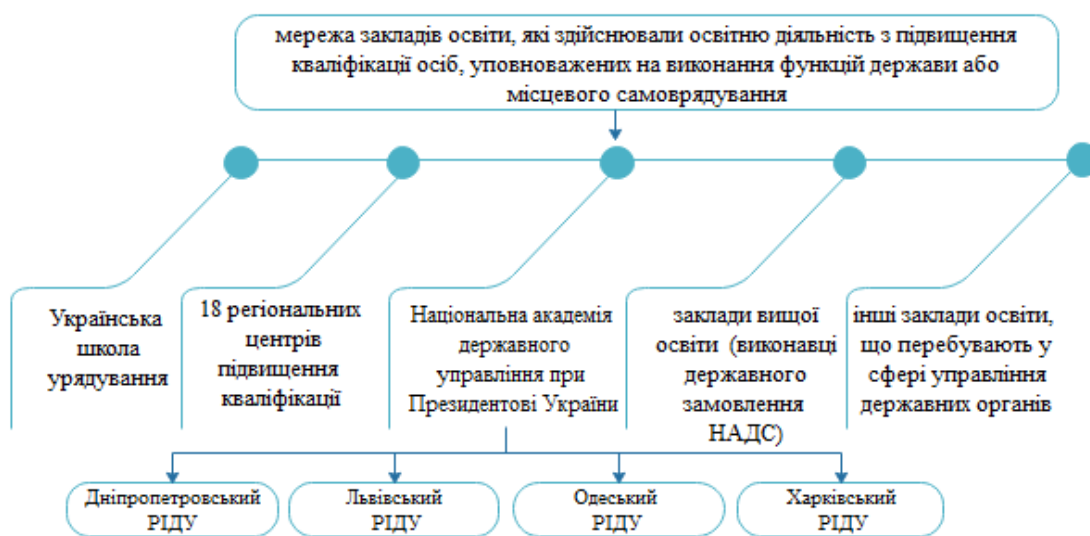 мережа закладів освіти, які здійснювали освітню діяльність з підвищення
кваліфікації осіб, уповноважених на виконання функцій держави або
місцевого самоврядування
Українська
школа
урядування
18 регіональних
центрів
підвищення
кваліфікації
Національна академія
державного
управління при
Президентові України
заклади вищої
освіти (виконавці
державного
замовлення
НАДС)
інші заклади освіти,
що перебувають у
сфері управління
державних органів
Дніпропетровський
РІДУ
Львівський
РІДУ
Одеський
РІДУ
Харківський
РІДУ